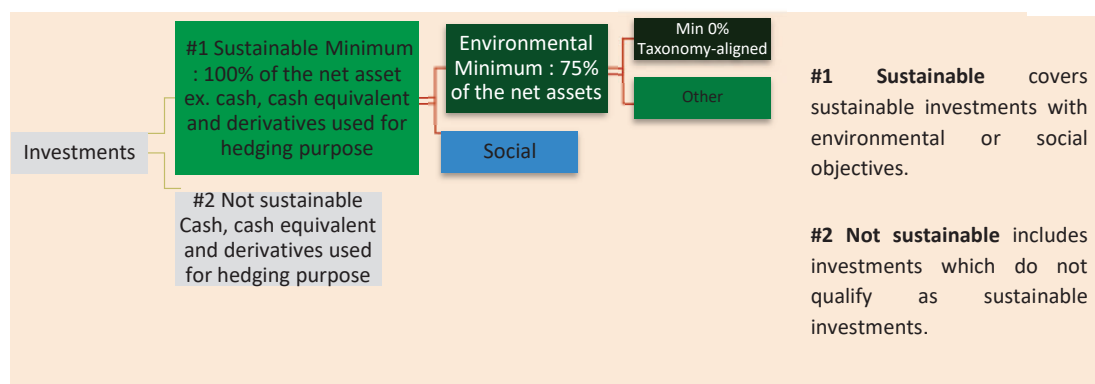 Investments
#1 Sustainable Minimum
: 100% of the net asset
ex. cash, cash equivalent
and derivatives used for
hedging purpose
Environmental
Minimum : 75%
of the net assets
Min 0%
Taxonomy-aligned
Other
Social
#2 Not sustainable
Cash, cash equivalent
and derivatives used
for hedging purpose
#1 Sustainable covers
sustainable investments with
environmental or social
objectives.
#2 Not sustainable includes
investments which do not
qualify as sustainable
investments.